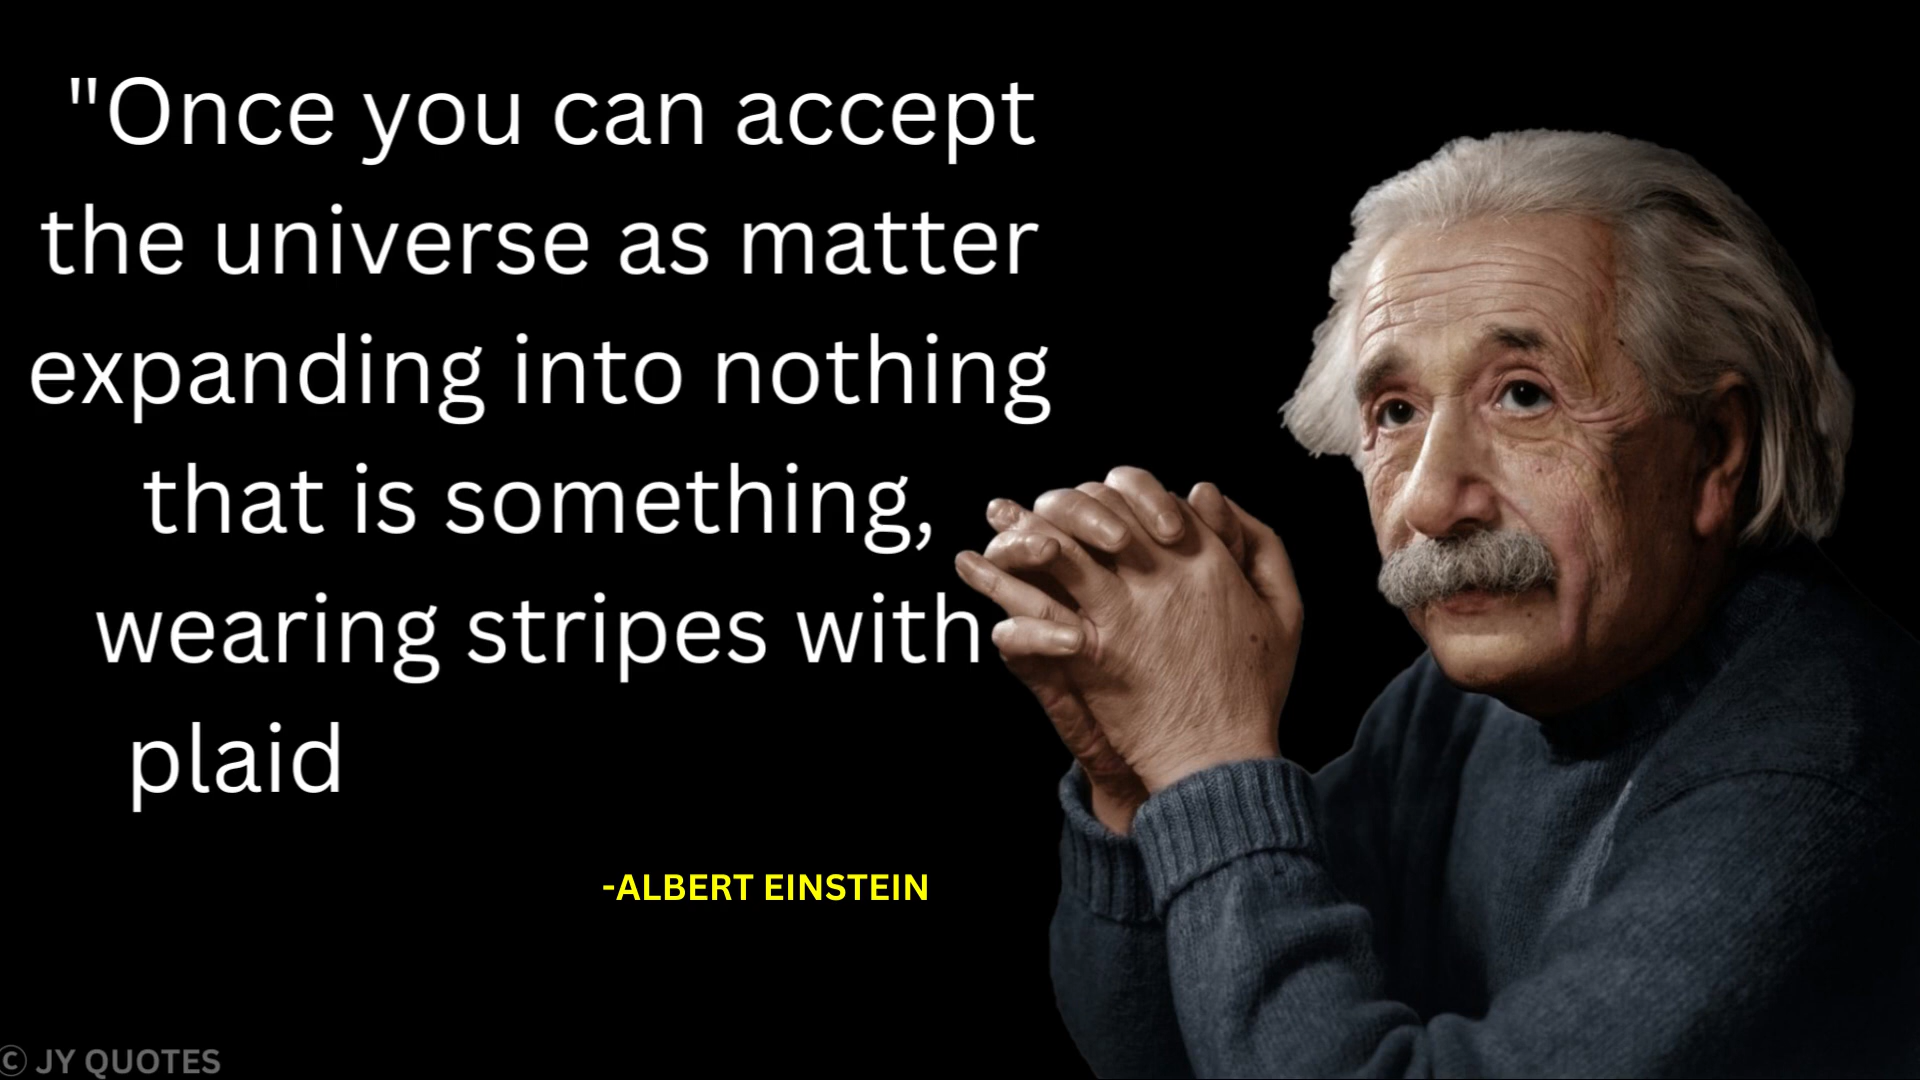 "Once you can accept
the universe as matter
expanding into nothing
that is something,
wearing stripes with
plaid
-ALBERT EINSTEIN
© JY QUOTES